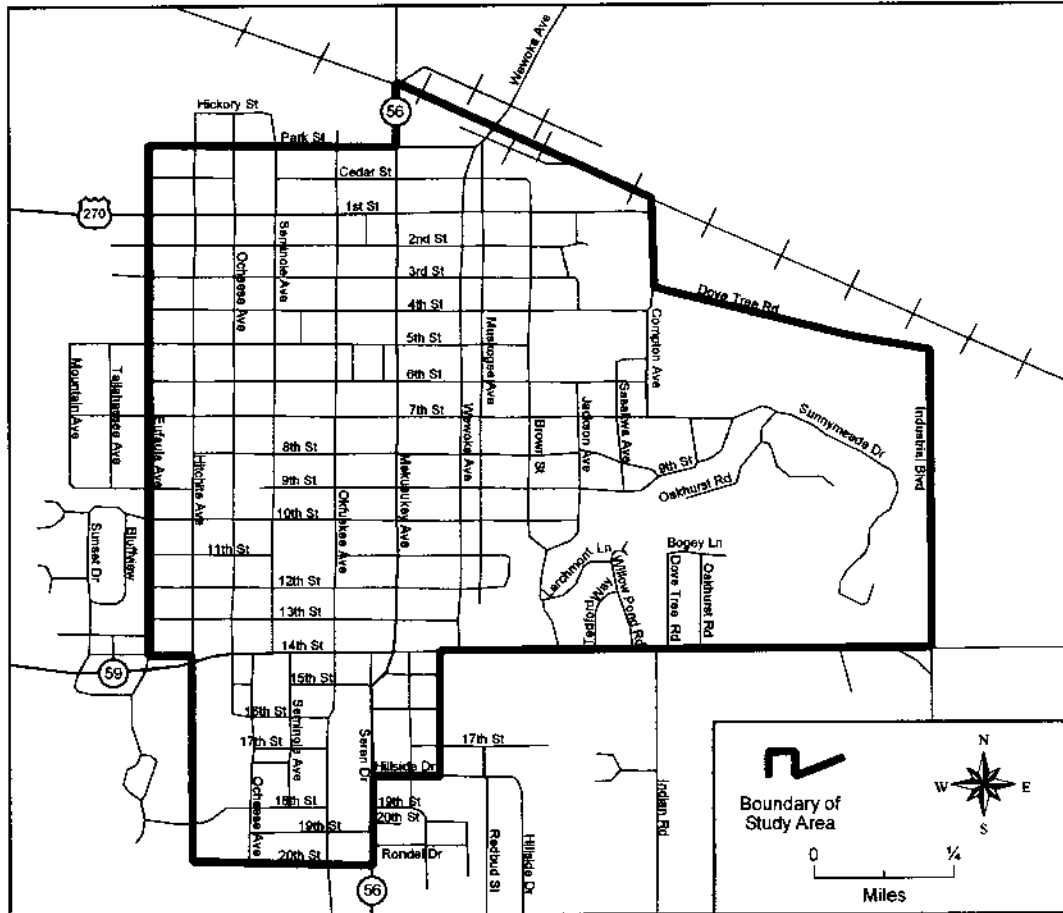 Wewoka Ave
Hickory St
56
Park St
Cedar St
1st St
270
Seminole Ave
2nd St
Ocheese Ave
3rd St
Dove Tree Rd
4th St
Compton Ave
Muskogee Ave
5th St
Mountain Ave
Tallahassee Ave
6th St
Sasakwa Ave
Jackson Ave
Industrial Blvd
Sunnymeade Dr
Eufaula Ave
7th St
Wewoka Ave
Brown St
8th St
Hitchite Ave
Mekusukey Ave
9th St
9th St
Oakhurst Rd
Okfuskee Ave
10th St
Sunset Dr
Bluffview
11th St
Larchmont Ln
Bogey Ln
Willow Pond Rd
Dove Tree Rd
Oakhurst Rd
12th St
Tedford Way
13th St
14th St
59
15th St
16th St
Seminole Ave
Seran Dr
17th St
17th St
Hillside Dr
Indian Rd
Ocheese Ave
18th St
19th St
20th St
19th St
Redbud St
Hillside Dr
20th St
Rondel Dr
56
N
W
E
S
Boundary of
Study Area
0
¼
Miles